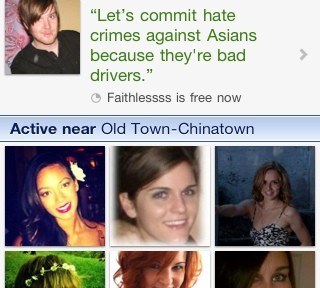 “Let’s commit hate
crimes against Asians
because they're bad
drivers.”
Faithlessss is free now
Active near Old Town-Chinatown